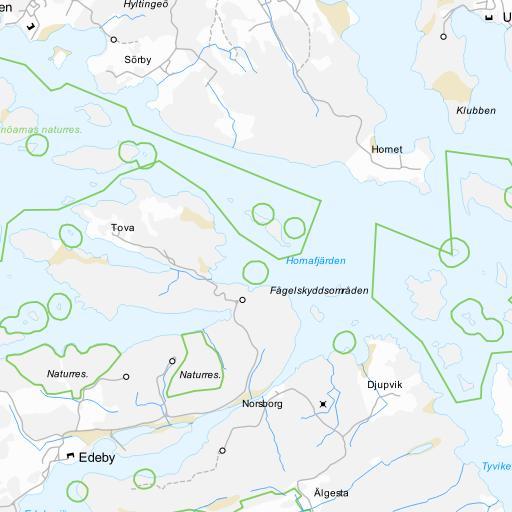 Hyltingeö
en
U
Sörby
Klubben
nöarnas naturres.
Hornet
Tova
Hornafjärden
Fågelskyddsområden
Naturres.
Naturres.
Djupvik
Norsborg
Edeby
Tyvike
Älgesta